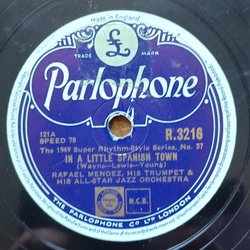 Made in England
£
TRADE MARK
Parlophone
121A
SPEED 78
R.3216
The 1949 Super Rhythm-Style Series, No. 37
IN A LITTLE SPANISH TOWN
(Wayne—Lewis—Young)
RAFAEL MENDEZ, HIS TRUMPET &
HIS ALL-STAR JAZZ ORCHESTRA
N.C.B.
THE PARLOPHONE Co LTD LONDON